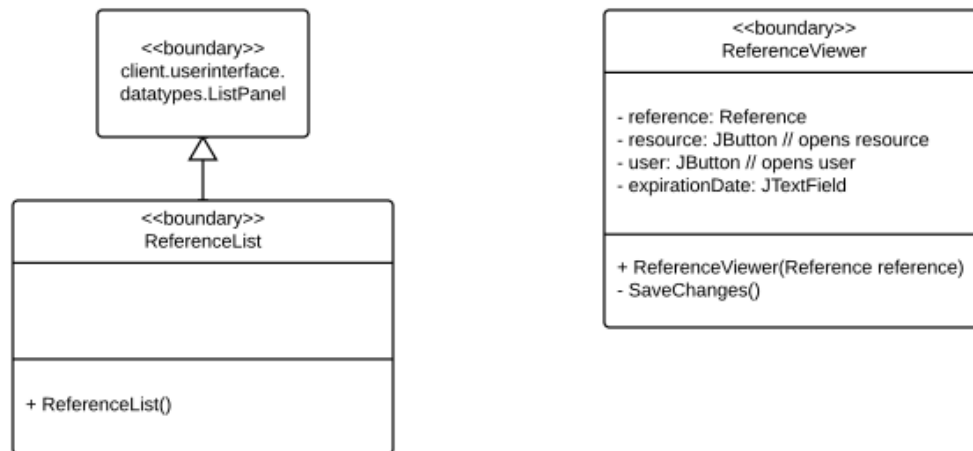 <<boundary>>
client.userinterface.
datatypes.ListPanel
<<boundary>>
ReferenceList
+ ReferenceList()
<<boundary>>
ReferenceViewer
- reference: Reference
- resource: JButton // opens resource
- user: JButton // opens user
- expirationDate: JTextField
+ ReferenceViewer(Reference reference)
- SaveChanges()